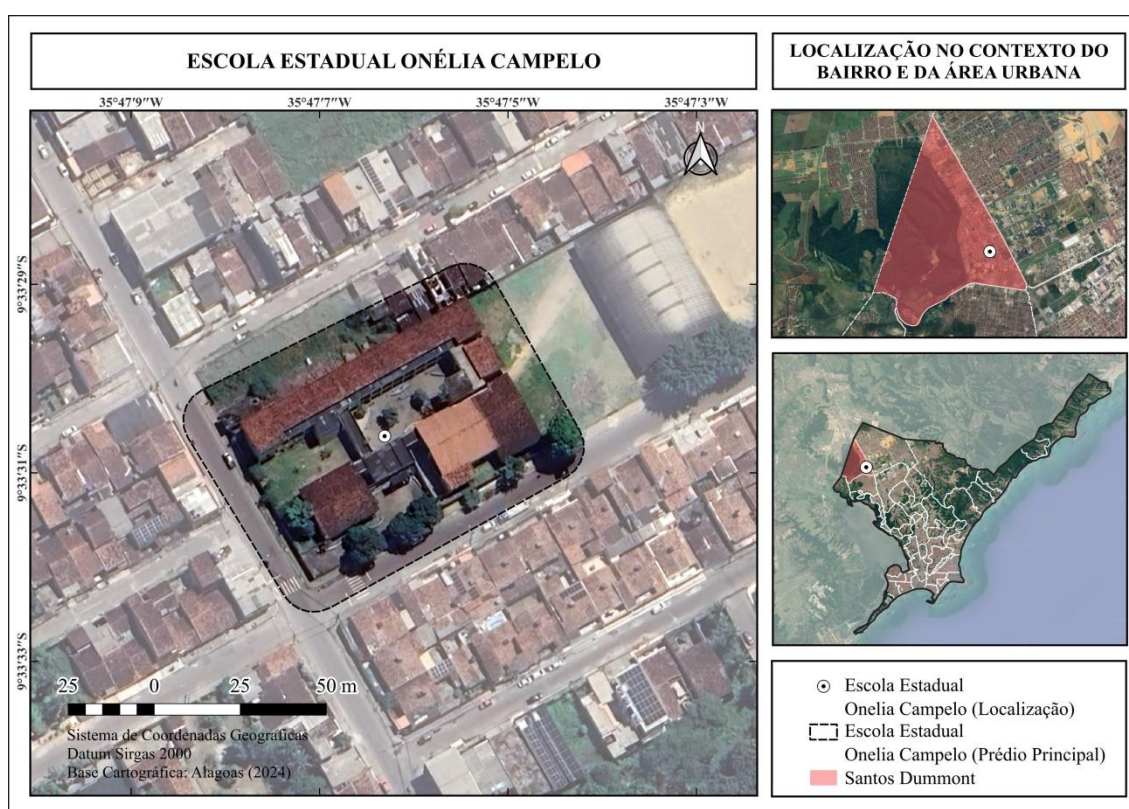 ESCOLA ESTADUAL ONÉLIA CAMPELO
LOCALIZAÇÃO NO CONTEXTO DO
BAIRRO E DA ÁREA URBANA
35°47'9"W
35°47'7"W
35°47'5"W
35°47'3"W
N
9°33'29"S
9°33'31"S
9°33'33"S
25 0 25 50 m
Sistema de Coordenadas Geograficas
Datum Sirgas 2000
Base Cartográfica: Alagoas (2024)
Escola Estadual
Onelia Campelo (Localização)
Escola Estadual
Onelia Campelo (Prédio Principal)
Santos Dummont